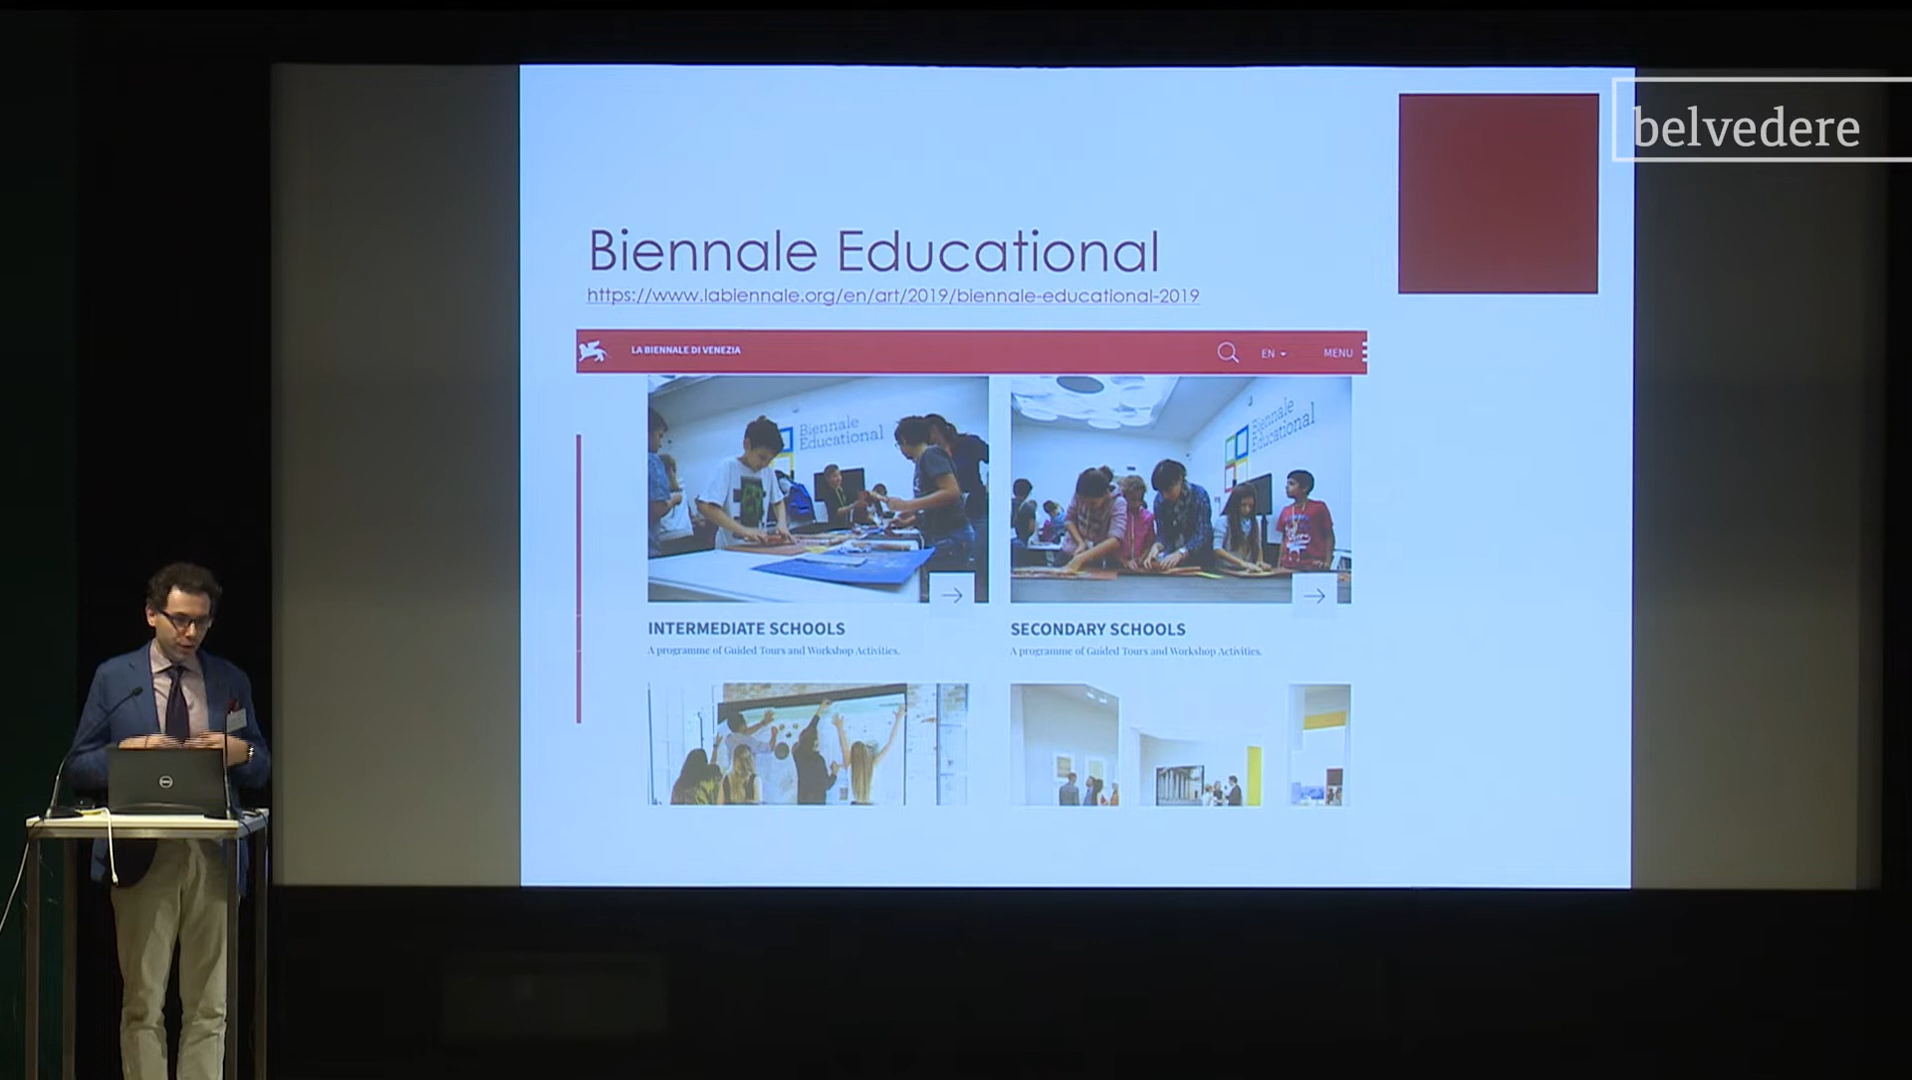 belvedere
Biennale Educational
https://www.labiennale.org/en/art/2019/biennale-educational-2019
LA BIENNALE DI VENEZIA
EN
MENU
Biennale
Educational
Biennale
Educational
INTERMEDIATE SCHOOLS
A programme of Guided Tours and Workshop Activities.
SECONDARY SCHOOLS
A programme of Guided Tours and Workshop Activities.
DELL